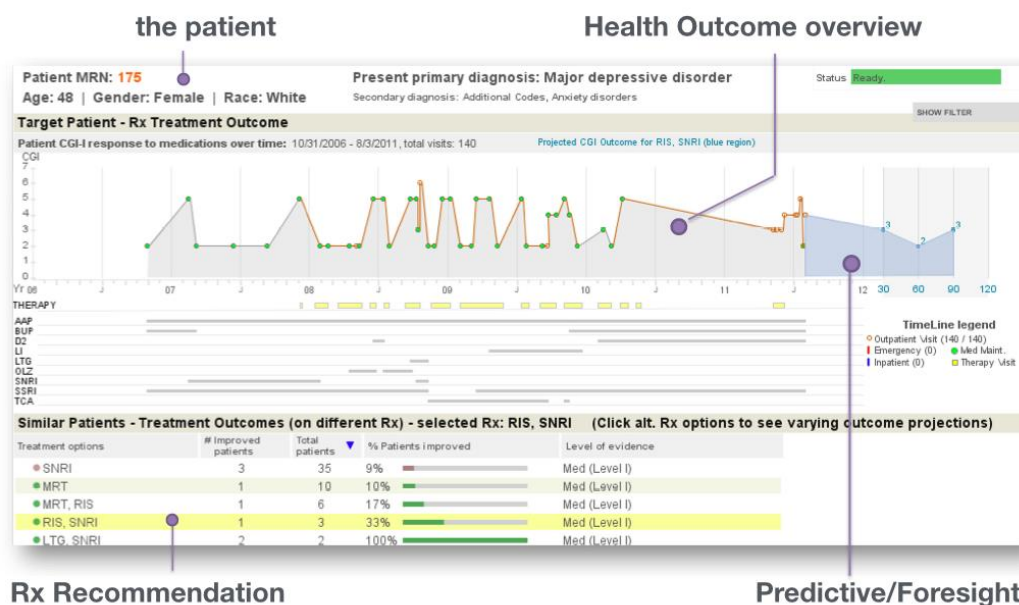 the patient
Health Outcome overview
Patient MRN: 175
Present primary diagnosis: Major depressive disorder
Status Ready.
Age: 48 | Gender: Female | Race: White
Secondary diagnosis: Additional Codes, Anxiety disorders
SHOW FILTER
Target Patient - Rx Treatment Outcome
Patient CGI-I response to medications over time: 10/31/2006 - 8/3/2011, total visits: 140
Projected CGI Outcome for RIS, SNRI (blue region)
CGI
7
6
5
4
3
2
1
0
3
2
3
Yr 06 J 07 J 08 J 09 J 10 J 11 J 12 30 60 90 120
THERAPY
AAP
BUP
D2
LI
LTG
OLZ
SNRI
SSRI
TCA
TimeLine legend
Outpatient Visit (140 / 140)
Emergency (0) Med Maint.
Inpatient (0) Therapy Visit
Similar Patients - Treatment Outcomes (on different Rx) - selected Rx: RIS, SNRI (Click alt. Rx options to see varying outcome projections)
Treatment options # Improved patients Total patients % Patients improved Level of evidence
SNRI 3 35 9% Med (Level I)
MRT 1 10 10% Med (Level I)
MRT, RIS 1 6 17% Med (Level I)
RIS, SNRI 1 3 33% Med (Level I)
LTG, SNRI 2 2 100% Med (Level I)
Rx Recommendation
Predictive/Foresight